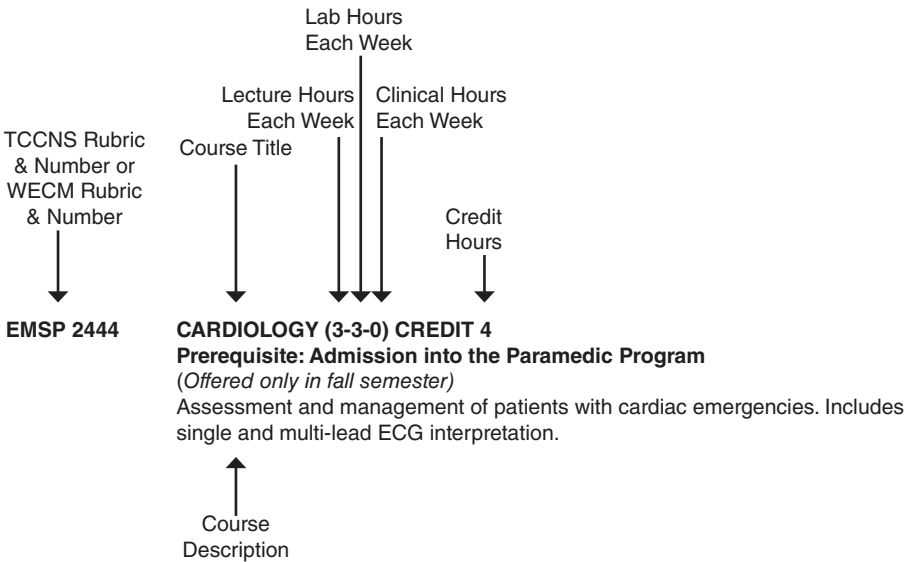 Lab Hours
Each Week
Lecture Hours
Each Week
Clinical Hours
Each Week
TCCNS Rubric
& Number or
WECM Rubric
& Number
Course Title
Credit
Hours
EMSP 2444
CARDIOLOGY (3-3-0) CREDIT 4
Prerequisite: Admission into the Paramedic Program
(Offered only in fall semester)
Assessment and management of patients with cardiac emergencies. Includes
single and multi-lead ECG interpretation.
Course
Description